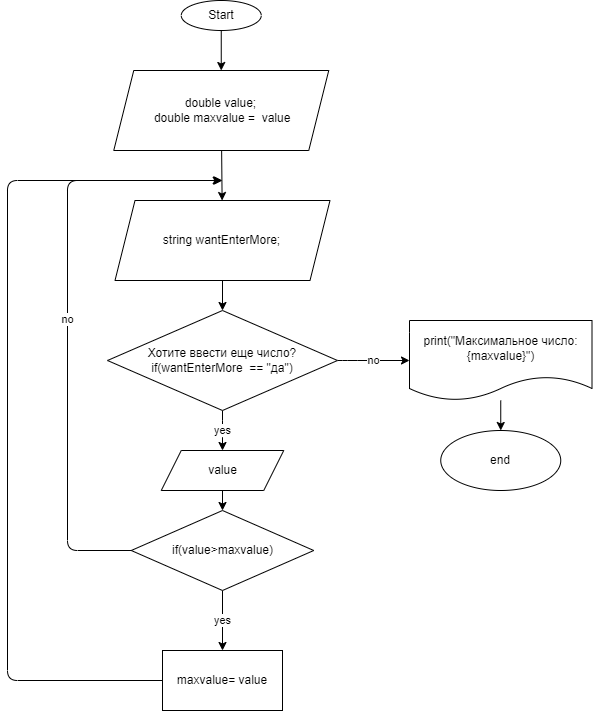 Start
double value;
double maxvalue =  value
string wantEnterMore;
no
Хотите ввести еще число?
if(wantEnterMore  == "да")
no
print("Максимальное число:
{maxvalue}")
yes
value
end
if(value>maxvalue)
yes
maxvalue= value